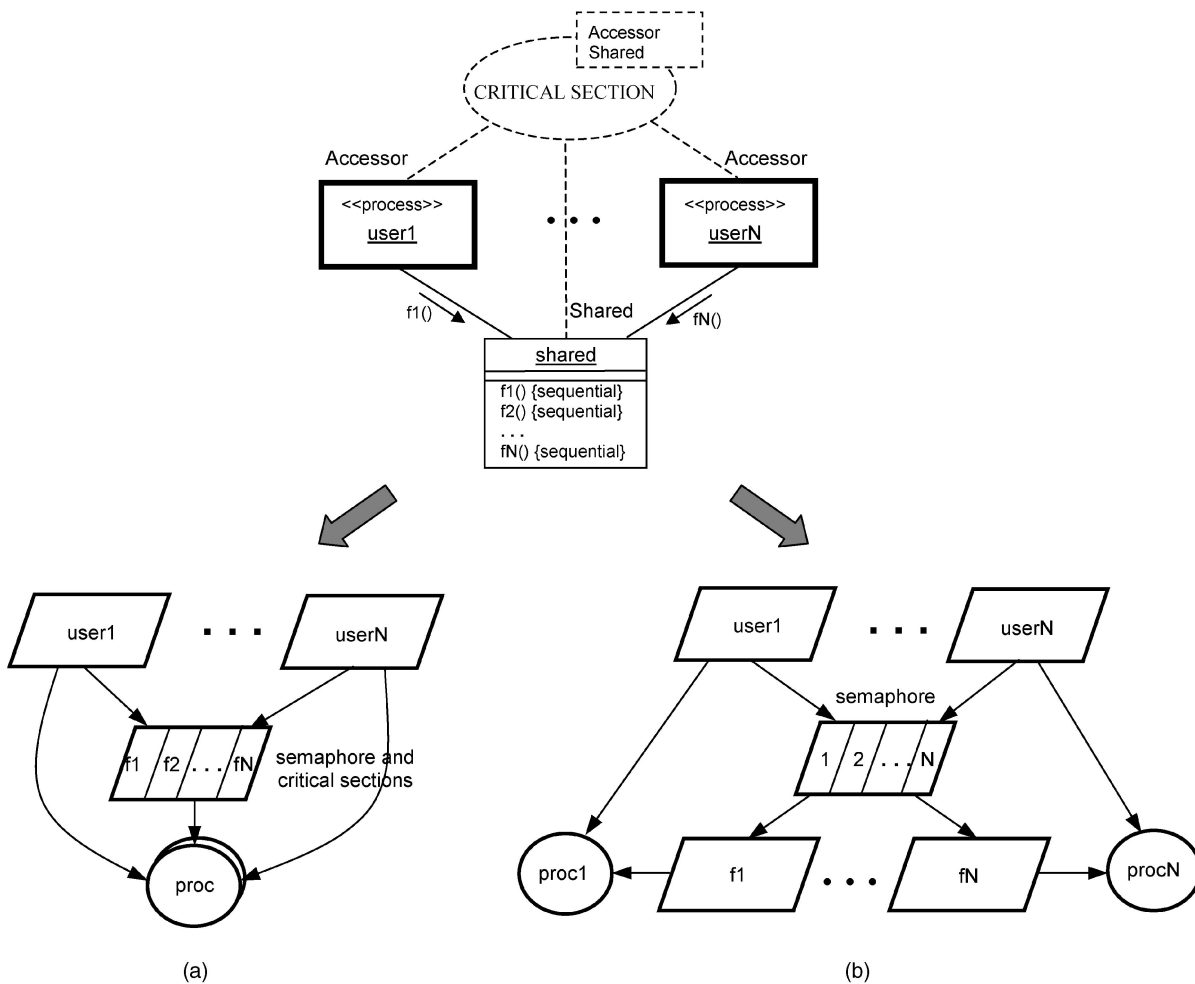 Accessor
Shared
CRITICAL SECTION
Accessor
Accessor
<<process>>
user1
. . .
<<process>>
userN
f1()
Shared
fN()
shared
f1() {sequential}
f2() {sequential}
. . .
fN() {sequential}
user1
. . .
userN
f1
f2
. . .
fN
semaphore and
critical sections
proc
(a)
user1
. . .
userN
semaphore
1
2
. . .
N
proc1
f1
. . .
fN
procN
(b)